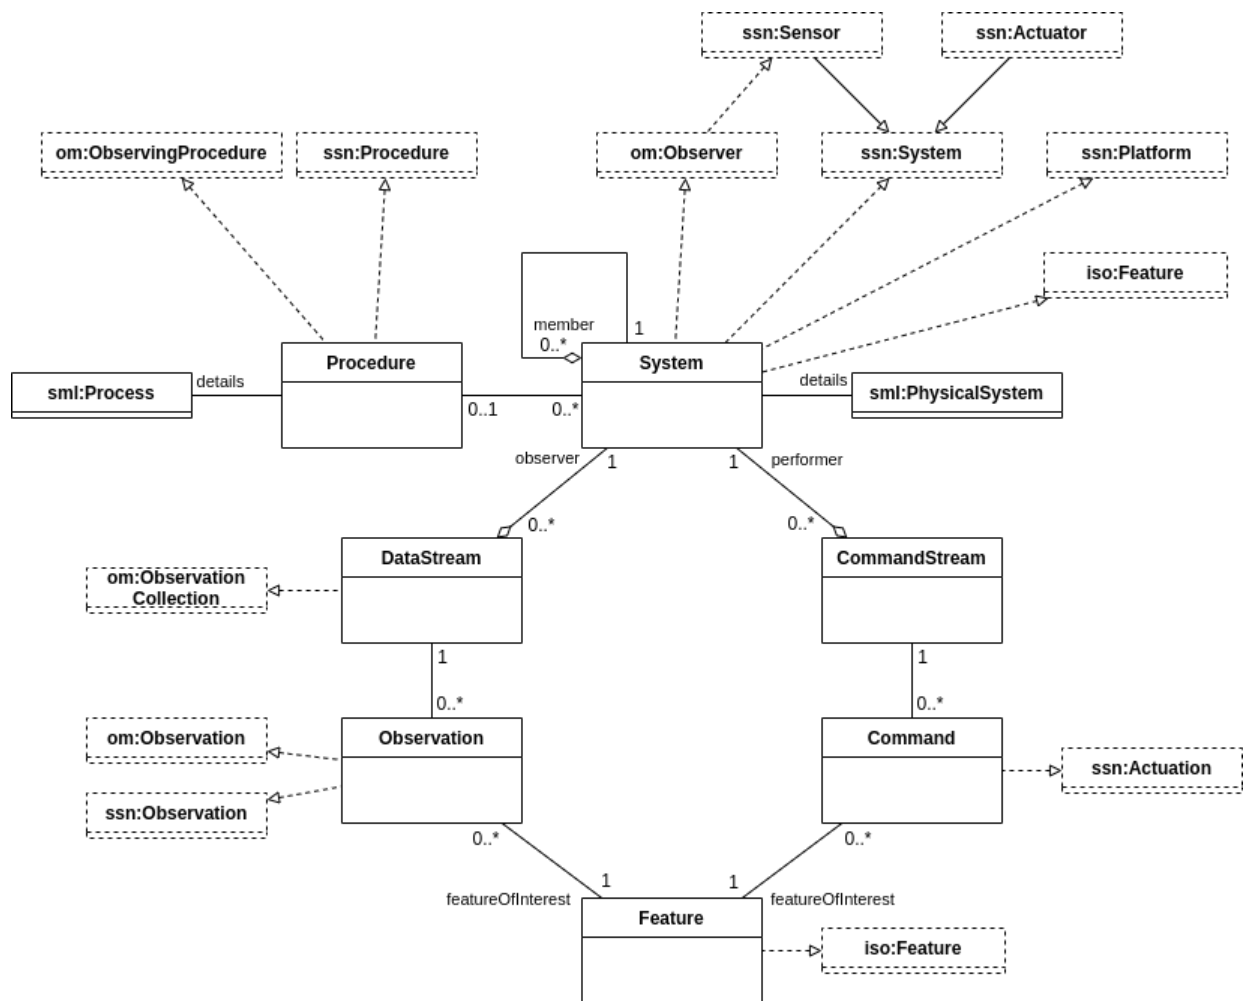 ssn:Sensor
ssn:Actuator
om:ObservingProcedure
ssn:Procedure
om:Observer
ssn:System
ssn:Platform
iso:Feature
member
1
0..*
Procedure
System
sml:Process
details
0..1
0..*
details
sml:PhysicalSystem
observer
1
1
performer
0..*
0..*
DataStream
CommandStream
om:Observation
Collection
1
1
0..*
0..*
om:Observation
Observation
Command
ssn:Actuation
ssn:Observation
0..*
0..*
1
1
featureOfInterest
featureOfInterest
Feature
iso:Feature